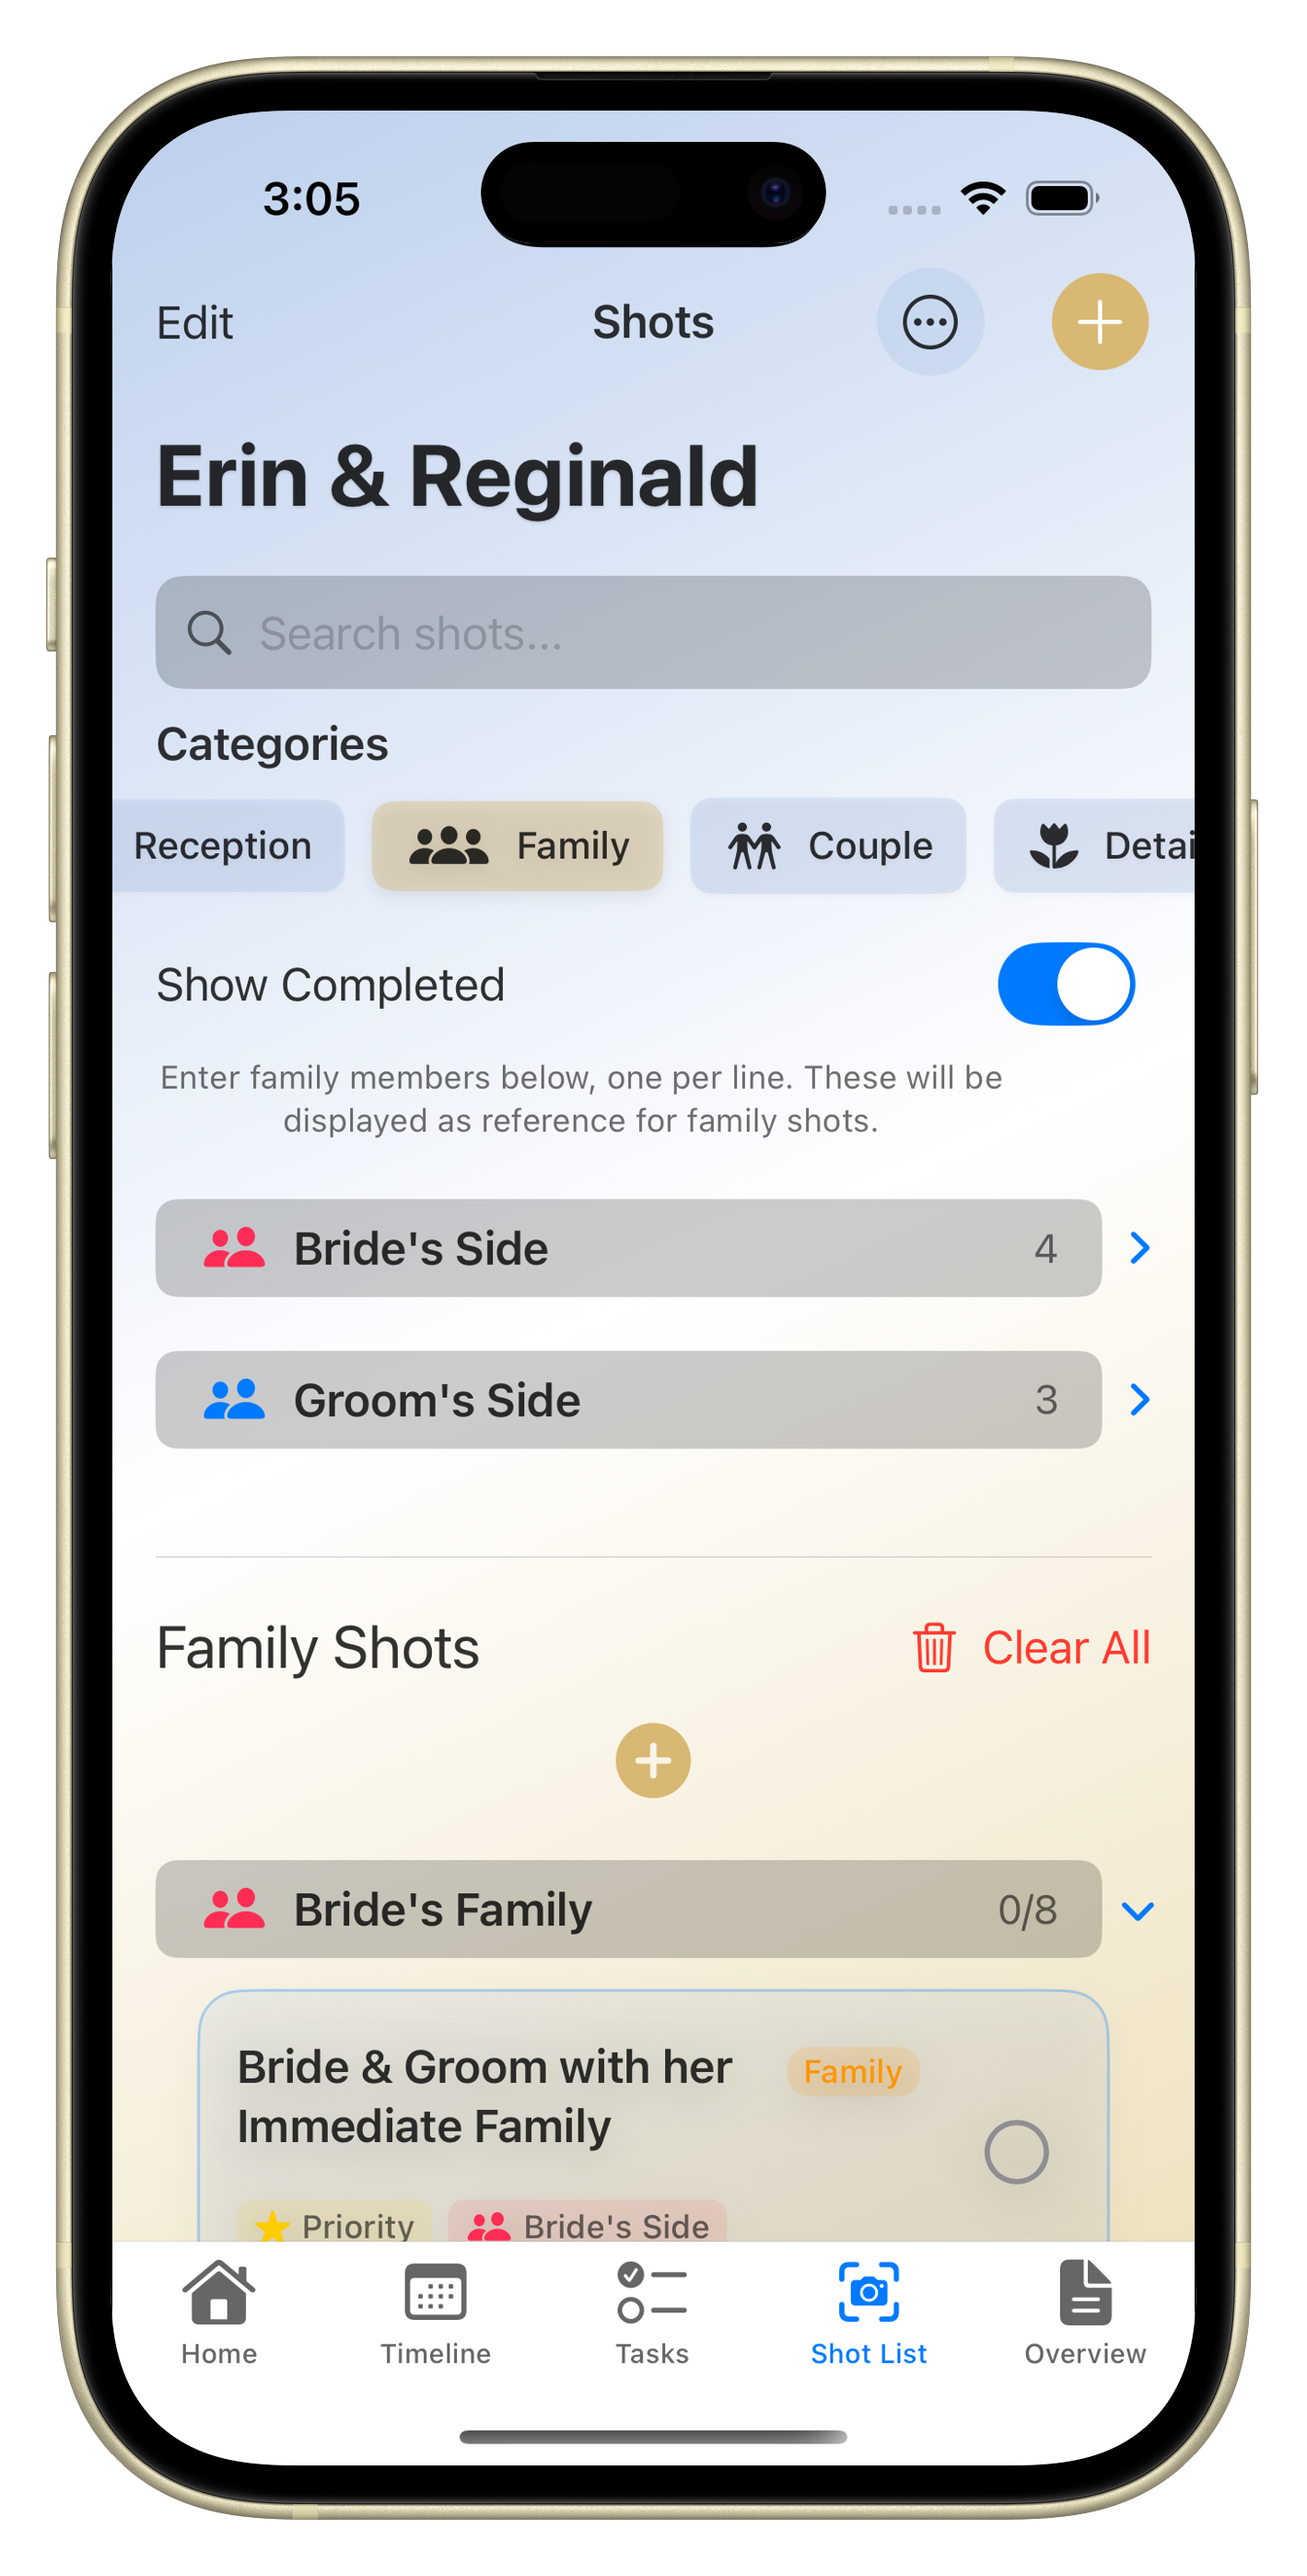 3:05
Edit
Shots
Erin & Reginald
Search shots...
Categories
Reception
Family
Couple
Detai
Show Completed
Enter family members below, one per line. These will be
displayed as reference for family shots.
Bride's Side
4
Groom's Side
3
Family Shots
Clear All
Bride's Family
0/8
Bride & Groom with her
Immediate Family
Family
Priority
Bride's Side
Home
Timeline
Tasks
Shot List
Overview